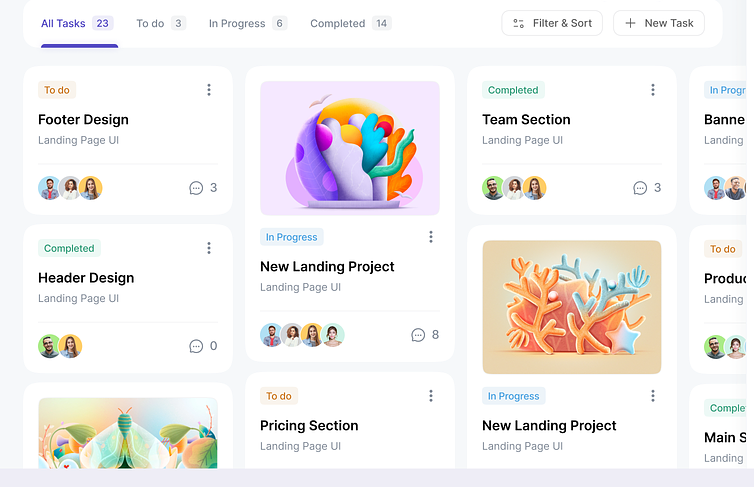 All Tasks 23 To do 3 In Progress 6 Completed 14 Filter & Sort New Task
To do
Footer Design
Landing Page UI
3
Completed
Header Design
Landing Page UI
0
In Progress
New Landing Project
Landing Page UI
8
To do
Pricing Section
Landing Page UI
Completed
Team Section
Landing Page UI
3
In Progress
New Landing Project
Landing Page UI
In Progr
Banne
Landing
To do
Produc
Landing
Comple
Main S
Landing